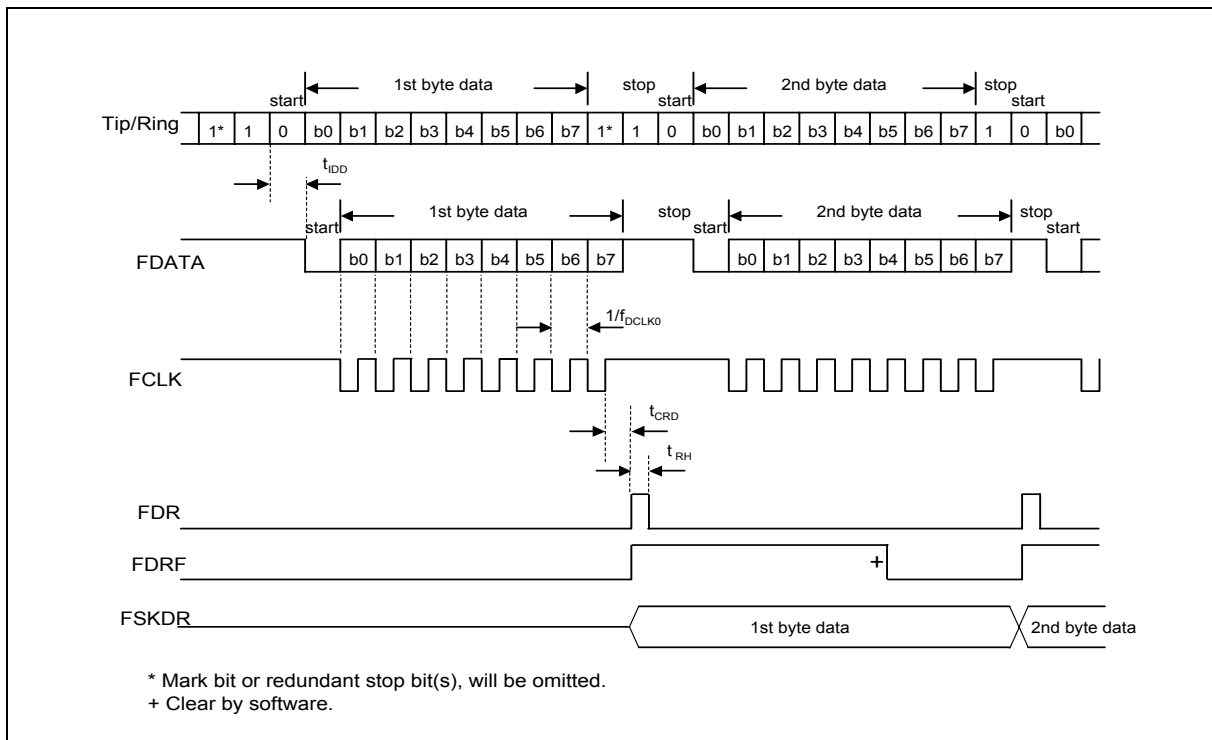 1st byte data stop 2nd byte data stop
start start start
Tip/Ring 1* 1 0 b0 b1 b2 b3 b4 b5 b6 b7 1* 1 0 b0 b1 b2 b3 b4 b5 b6 b7 1 0 b0
tIDD
1st byte data stop 2nd byte data stop
start start start
FDATA b0 b1 b2 b3 b4 b5 b6 b7 b0 b1 b2 b3 b4 b5 b6 b7
1/fDCLK0
FCLK
tCRD
t RH
FDR
FDRF +
FSKDR 1st byte data 2nd byte data
* Mark bit or redundant stop bit(s), will be omitted.
+ Clear by software.